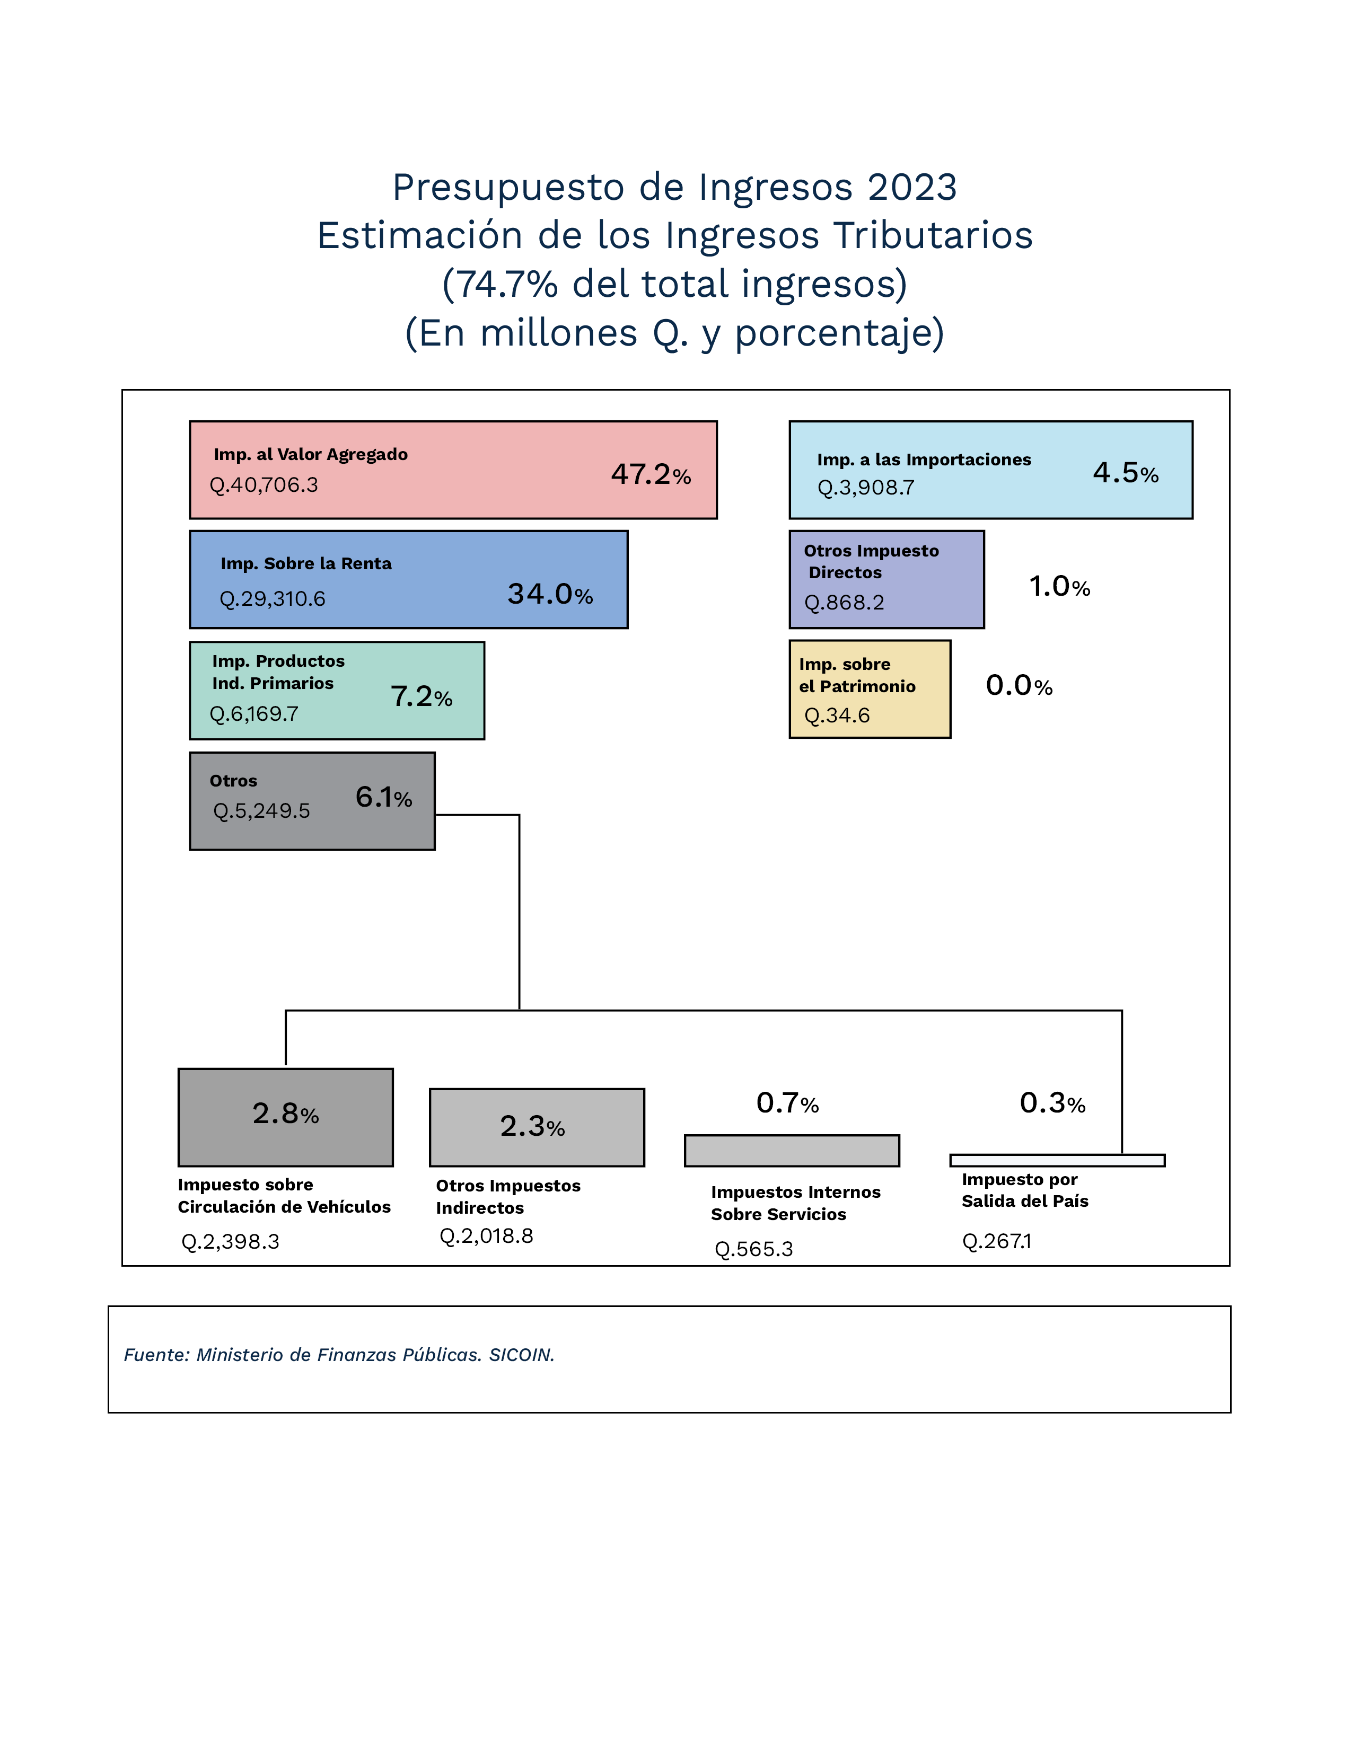 Presupuesto de Ingresos 2023
Estimación de los Ingresos Tributarios
(74.7% del total ingresos)
(En millones Q. y porcentaje)
Imp. al Valor Agregado
Q.40,706.3
47.2%
Imp. Sobre la Renta
Q.29,310.6
34.0%
Imp. Productos
Ind. Primarios
Q.6,169.7
7.2%
Otros
Q.5,249.5
6.1%
Imp. a las Importaciones
Q.3,908.7
4.5%
Otros Impuesto
Directos
Q.868.2
1.0%
Imp. sobre
el Patrimonio
Q.34.6
0.0%
2.8%
Impuesto sobre
Circulación de Vehículos
Q.2,398.3
2.3%
Otros Impuestos
Indirectos
Q.2,018.8
0.7%
Impuestos Internos
Sobre Servicios
Q.565.3
0.3%
Impuesto por
Salida del País
Q.267.1
Fuente: Ministerio de Finanzas Públicas. SICOIN.